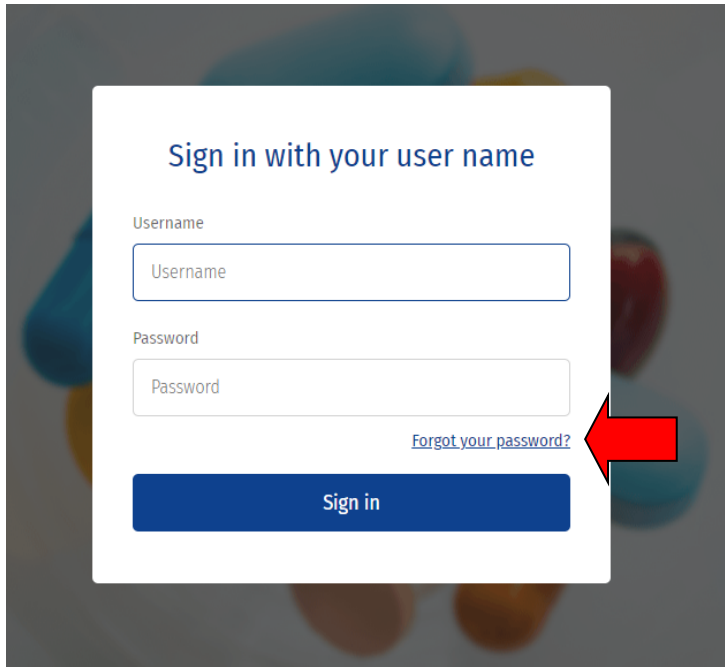 Sign in with your user name
Username
Username
Password
Password
Forgot your password?
Sign in